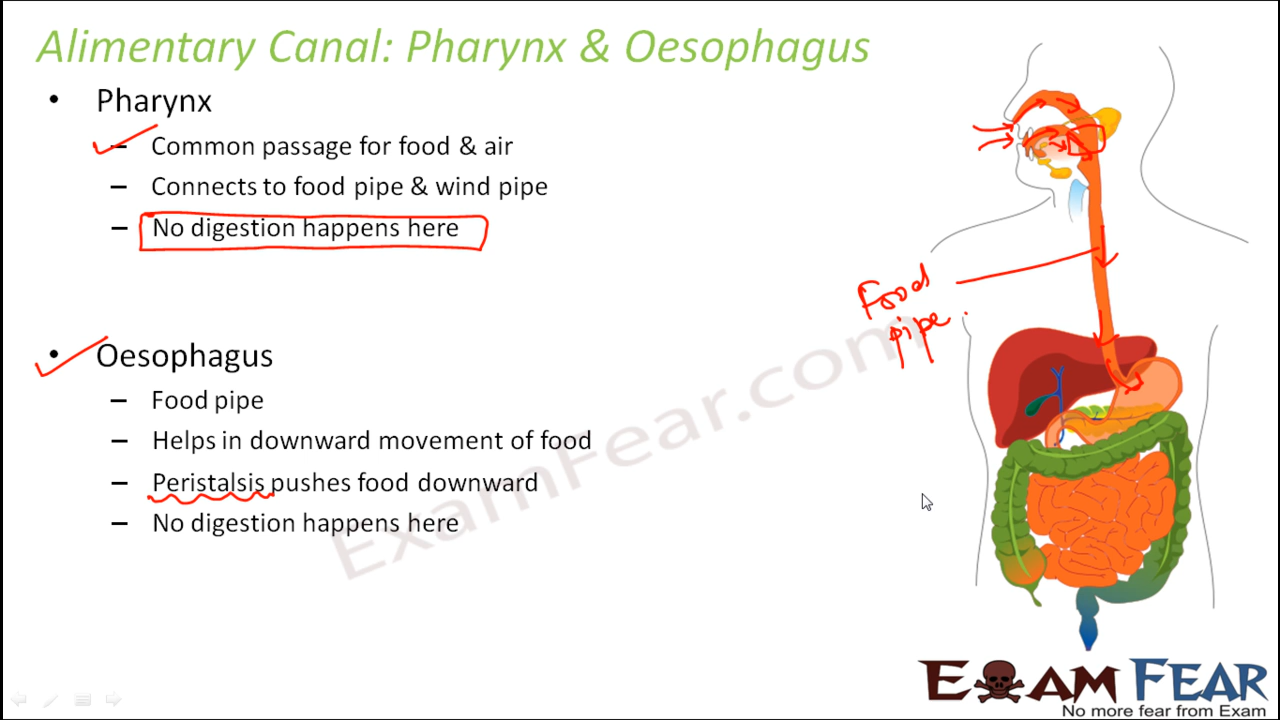 Alimentary Canal: Pharynx & Oesophagus
• Pharynx
– Common passage for food & air
– Connects to food pipe & wind pipe
– No digestion happens here
• Oesophagus
– Food pipe
– Helps in downward movement of food
– Peristalsis pushes food downward
– No digestion happens here
Food
pipe.
ExamFear.com
EXAM FEAR
No more fear from Exam